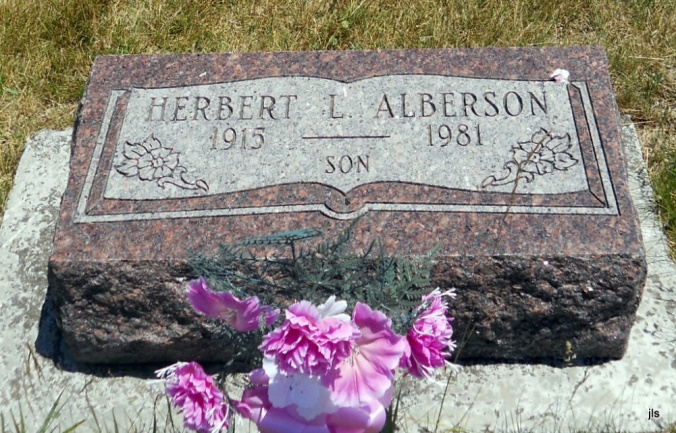 HERBERT L. ALBERSON
1915 — 1981
SON
jls